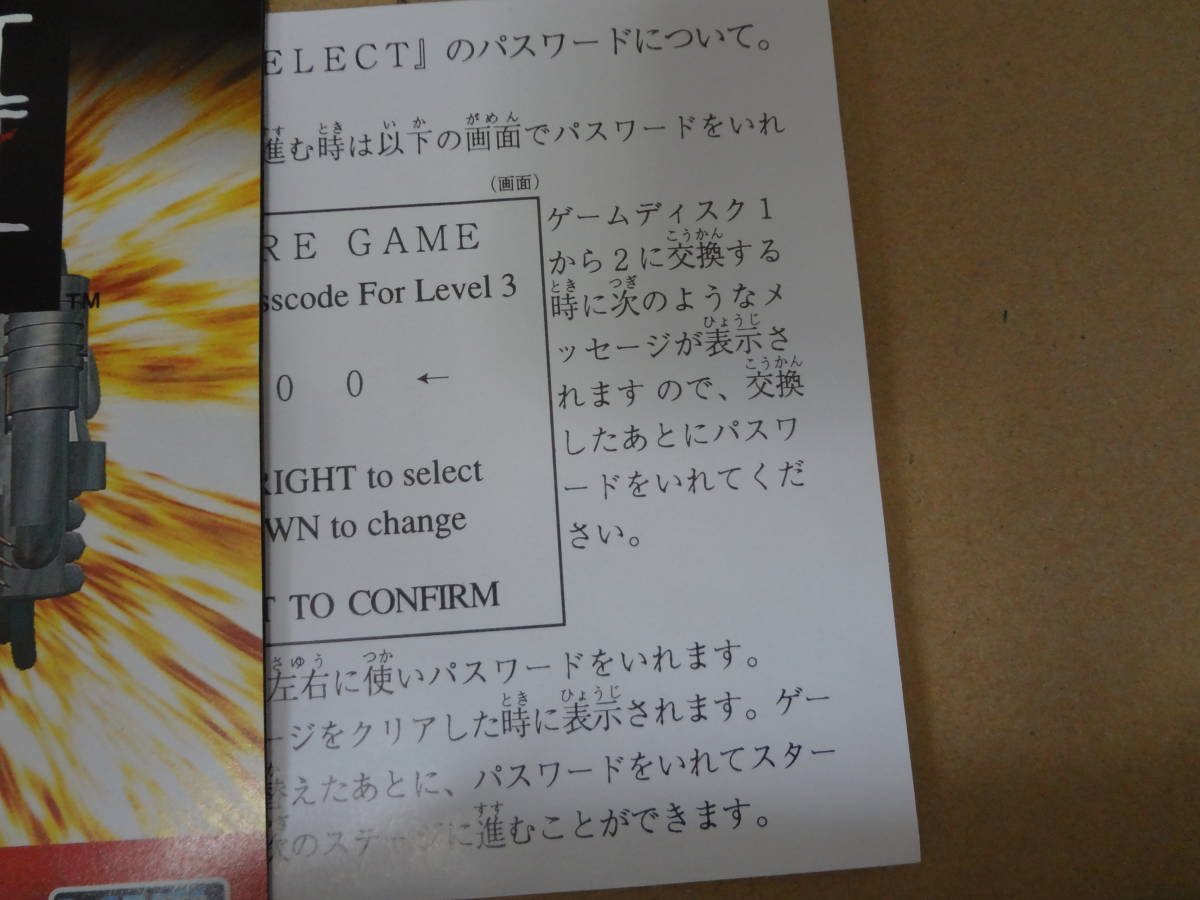 ELECT』のパスワードについて。
進む時は以下の画面でパスワードをいれ
(画面)
RE GAME
sscode For Level 3
0 0 ←
RIGHT to select
WN to change
T TO CONFIRM
ゲームディスク1
から2に交換する
時に次のようなメ
ッセージが表示さ
れます ので、交換
したあとにパスワ
ードをいれてくだ
さい。
左右に使いパスワードをいれます。
ージをクリアした時に表示されます。ゲー
替えたあとに、パスワードをいれてスター
次のステージに進むことができます。
TM